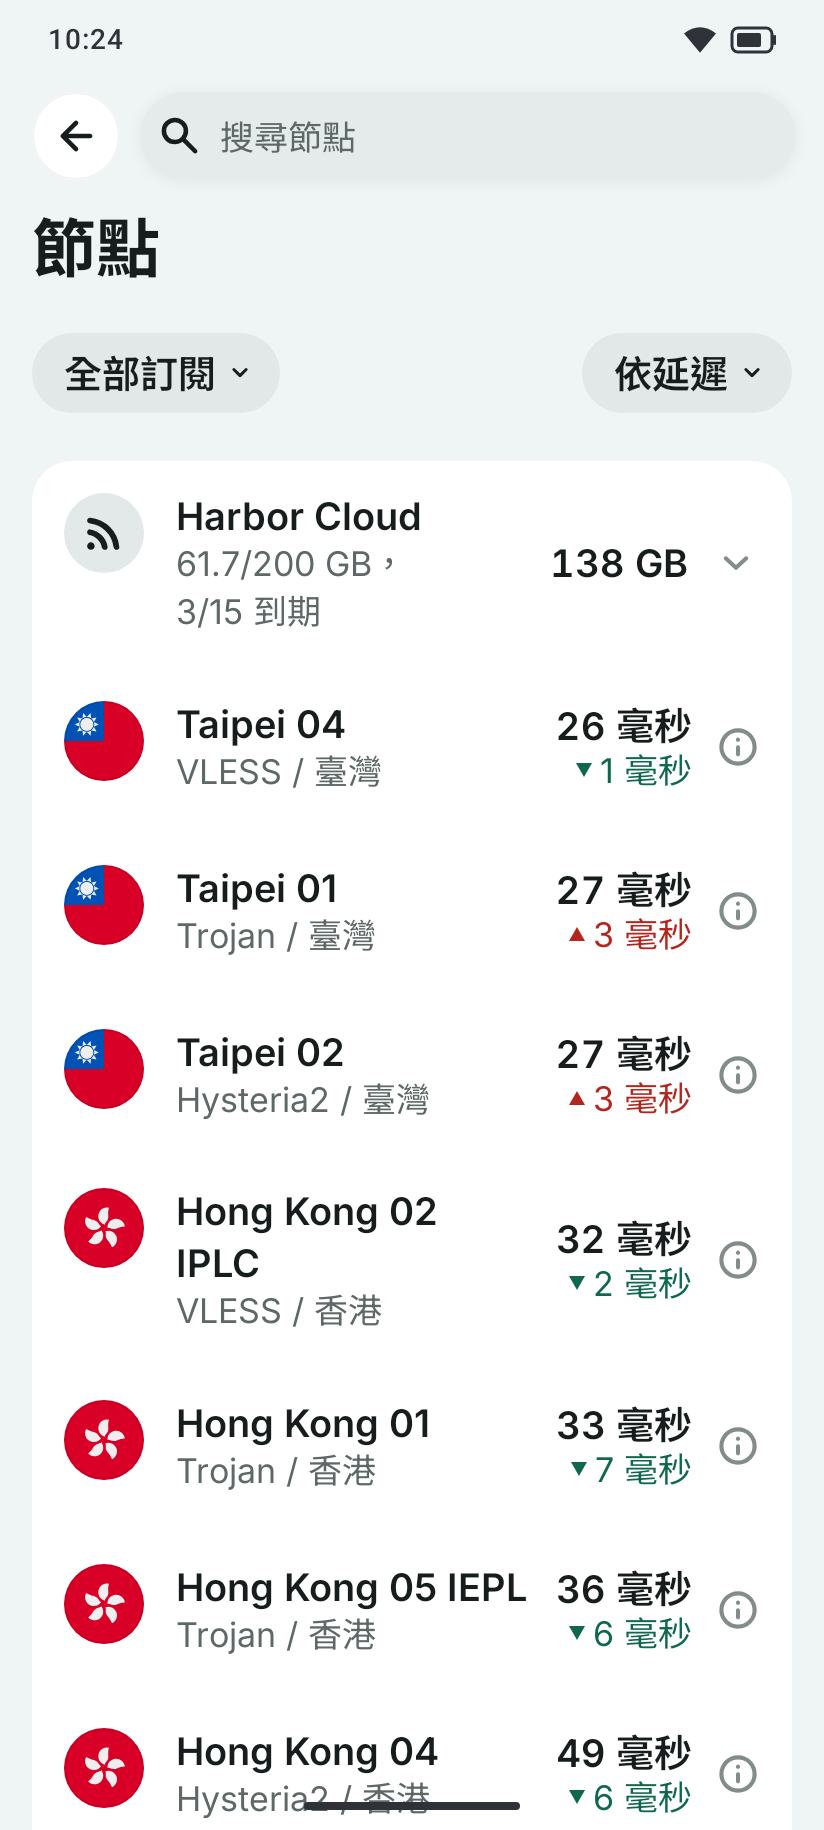 10:24
搜尋節點
節點
全部訂閱
依延遲
Harbor Cloud
61.7/200 GB，
3/15 到期
138 GB
Taipei 04
VLESS / 臺灣
26 毫秒
▼1 毫秒
Taipei 01
Trojan / 臺灣
27 毫秒
▲3 毫秒
Taipei 02
Hysteria2 / 臺灣
27 毫秒
▲3 毫秒
Hong Kong 02
IPLC
VLESS / 香港
32 毫秒
▼2 毫秒
Hong Kong 01
Trojan / 香港
33 毫秒
▼7 毫秒
Hong Kong 05 IEPL
Trojan / 香港
36 毫秒
▼6 毫秒
Hong Kong 04
Hysteria2 / 香港
49 毫秒
▼6 毫秒